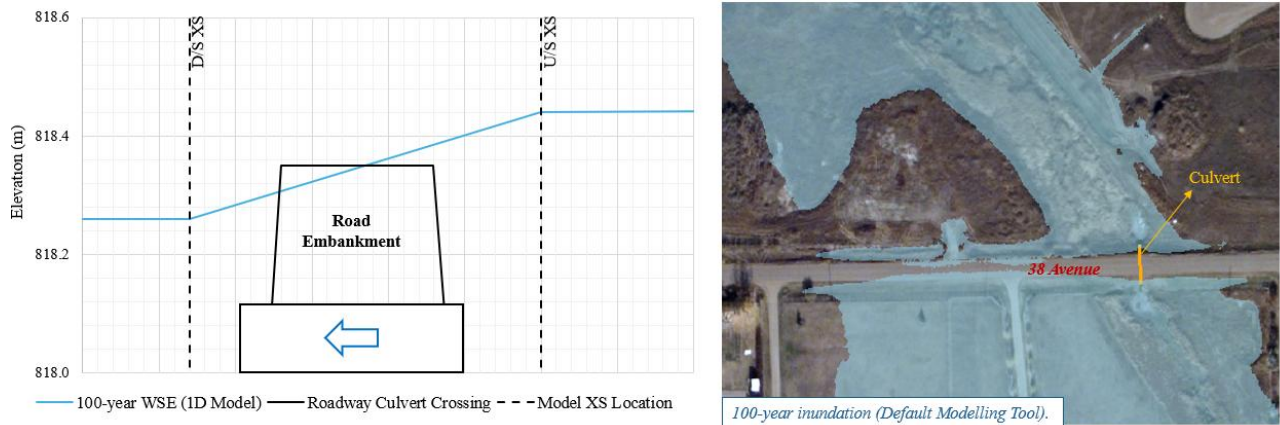 818.6
818.4
818.2
818.0
Elevation (m)
D/S XS
U/S XS
Road
Embankment
100-year WSE (1D Model)
Roadway Culvert Crossing
Model XS Location
Culvert
38 Avenue
100-year inundation (Default Modelling Tool).